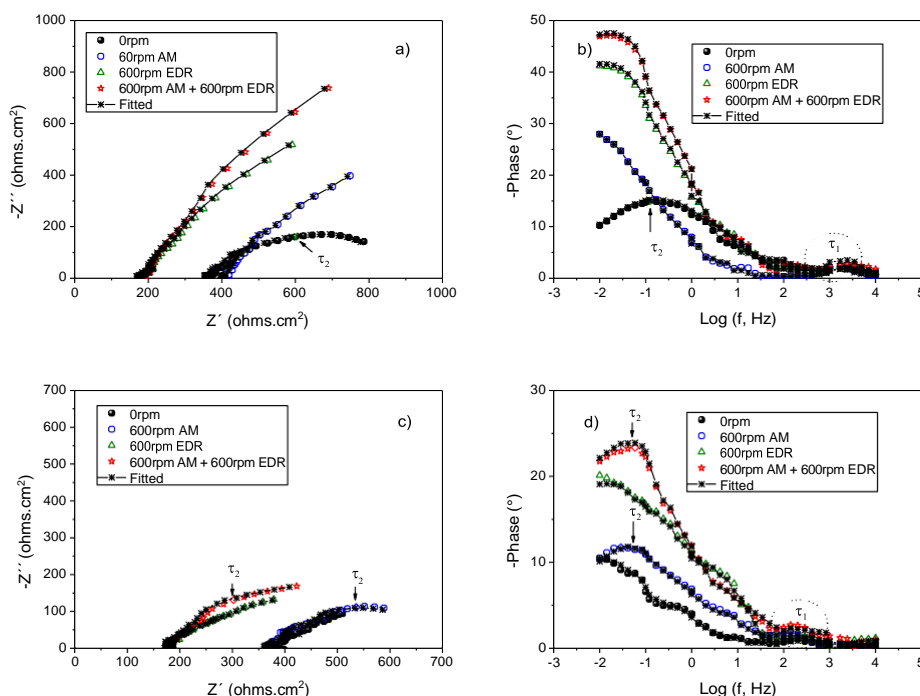 1000
800
600
400
200
0
0
200
400
600
800
1000
-Z´´ (ohms.cm²)
Z´ (ohms.cm²)
a)
0rpm
60rpm AM
600rpm EDR
600rpm AM + 600rpm EDR
Fitted
τ₂
50
40
30
20
10
0
-3
-2
-1
0
1
2
3
4
5
-Phase (°)
Log (f, Hz)
b)
0rpm
600rpm AM
600rpm EDR
600rpm AM + 600rpm EDR
Fitted
τ₂
τ₁
700
600
500
400
300
200
100
0
0
100
200
300
400
500
600
700
-Z´´ (ohms.cm²)
Z´ (ohms.cm²)
c)
0rpm
600rpm AM
600rpm EDR
600rpm AM + 600rpm EDR
Fitted
τ₂
τ₂
30
20
10
0
-3
-2
-1
0
1
2
3
4
5
-Phase (°)
Log (f, Hz)
d)
0rpm
600rpm AM
600rpm EDR
600rpm AM + 600rpm EDR
Fitted
τ₂
τ₂
τ₁